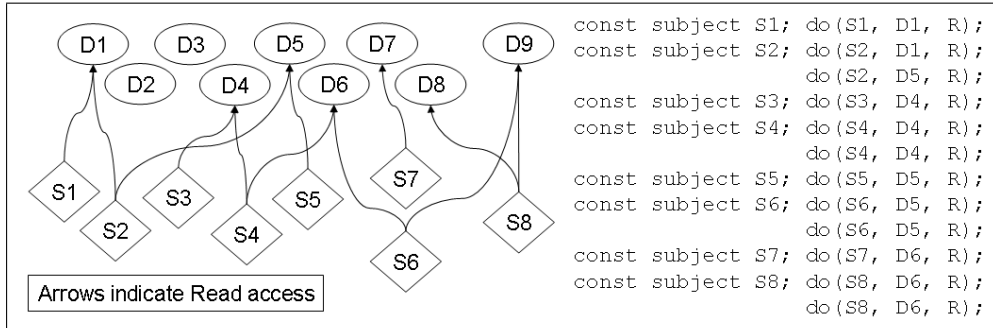 D1 D3 D5 D7 D9
D2 D4 D6 D8
S1 S2 S3 S4 S5 S6 S7 S8
Arrows indicate Read access
const subject S1; do(S1, D1, R);
const subject S2; do(S2, D1, R);
do(S2, D5, R);
const subject S3; do(S3, D4, R);
const subject S4; do(S4, D4, R);
do(S4, D4, R);
const subject S5; do(S5, D5, R);
const subject S6; do(S6, D5, R);
do(S6, D5, R);
const subject S7; do(S7, D6, R);
const subject S8; do(S8, D6, R);
do(S8, D6, R);